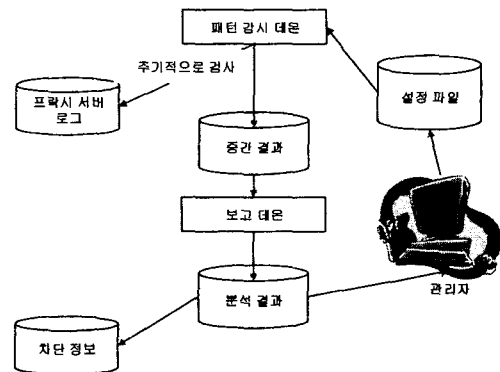 패턴 감시 데몬
주기적으로 검사
프락시 서버
로그
설정 파일
중간 결과
보고 데몬
관리자
분석 결과
차단 정보